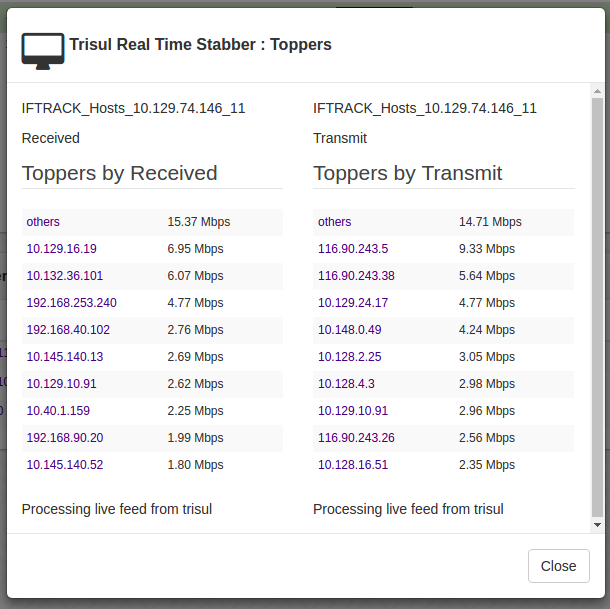 Trisul Real Time Stabber : Toppers
IFTRACK_Hosts_10.129.74.146_11
Received
Toppers by Received
others 15.37 Mbps
10.129.16.19 6.95 Mbps
10.132.36.101 6.07 Mbps
192.168.253.240 4.77 Mbps
192.168.40.102 2.76 Mbps
10.145.140.13 2.69 Mbps
10.129.10.91 2.62 Mbps
10.40.1.159 2.25 Mbps
192.168.90.20 1.99 Mbps
10.145.140.52 1.80 Mbps
Processing live feed from trisul
IFTRACK_Hosts_10.129.74.146_11
Transmit
Toppers by Transmit
others 14.71 Mbps
116.90.243.5 9.33 Mbps
116.90.243.38 5.64 Mbps
10.129.24.17 4.77 Mbps
10.148.0.49 4.24 Mbps
10.128.2.25 3.05 Mbps
10.128.4.3 2.98 Mbps
10.129.10.91 2.96 Mbps
116.90.243.26 2.56 Mbps
10.128.16.51 2.35 Mbps
Processing live feed from trisul
Close